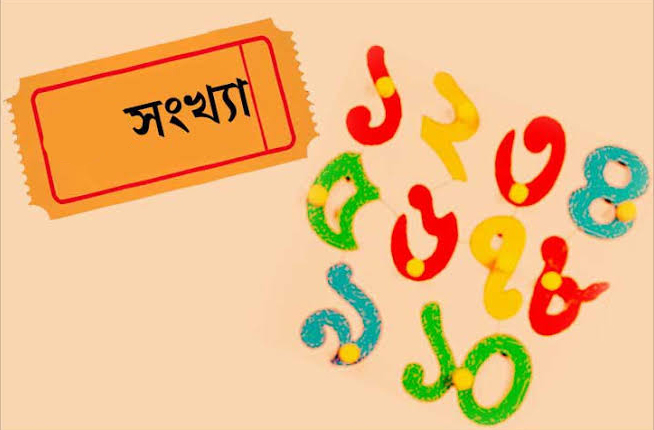 সংখ্যা
১ ২ ৩ ৪
৫ ৬ ৭ ৮
৯ ১০